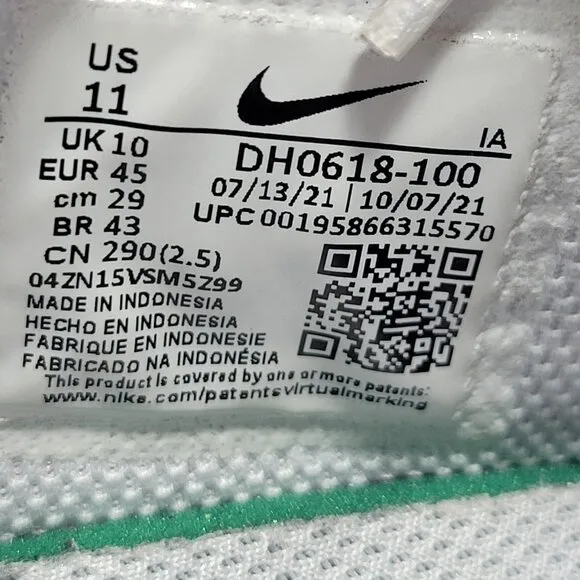 US
11
IA
UK 10
DH0618-100
EUR 45
07/13/21 | 10/07/21
cm 29
UPC 00195866315570
BR 43
CN 290(2.5)
04ZN15VSM5Z99
MADE IN INDONESIA
HECHO EN INDONESIA
FABRIQUE EN INDONESIE
FABRICADO NA INDONÉSIA
This product is covered by one or more patents:
www.nike.com/patentsvirtualmarking